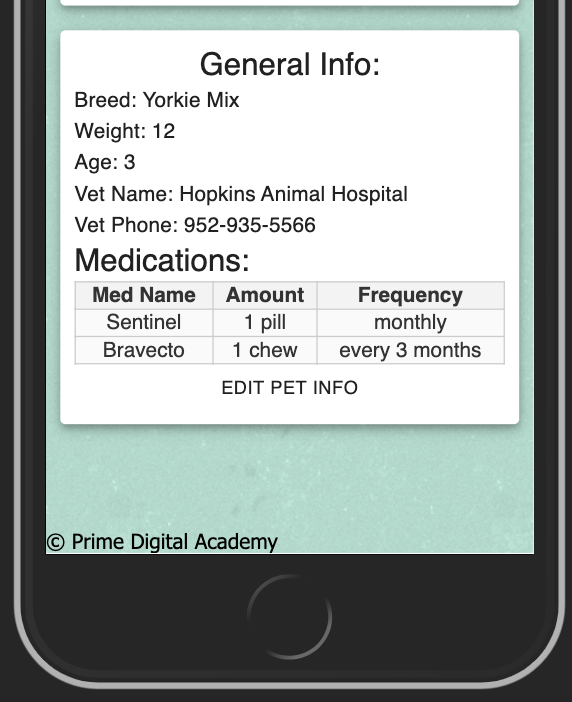 General Info:
Breed: Yorkie Mix
Weight: 12
Age: 3
Vet Name: Hopkins Animal Hospital
Vet Phone: 952-935-5566
Medications:
Med Name Amount Frequency
Sentinel 1 pill monthly
Bravecto 1 chew every 3 months
EDIT PET INFO
© Prime Digital Academy